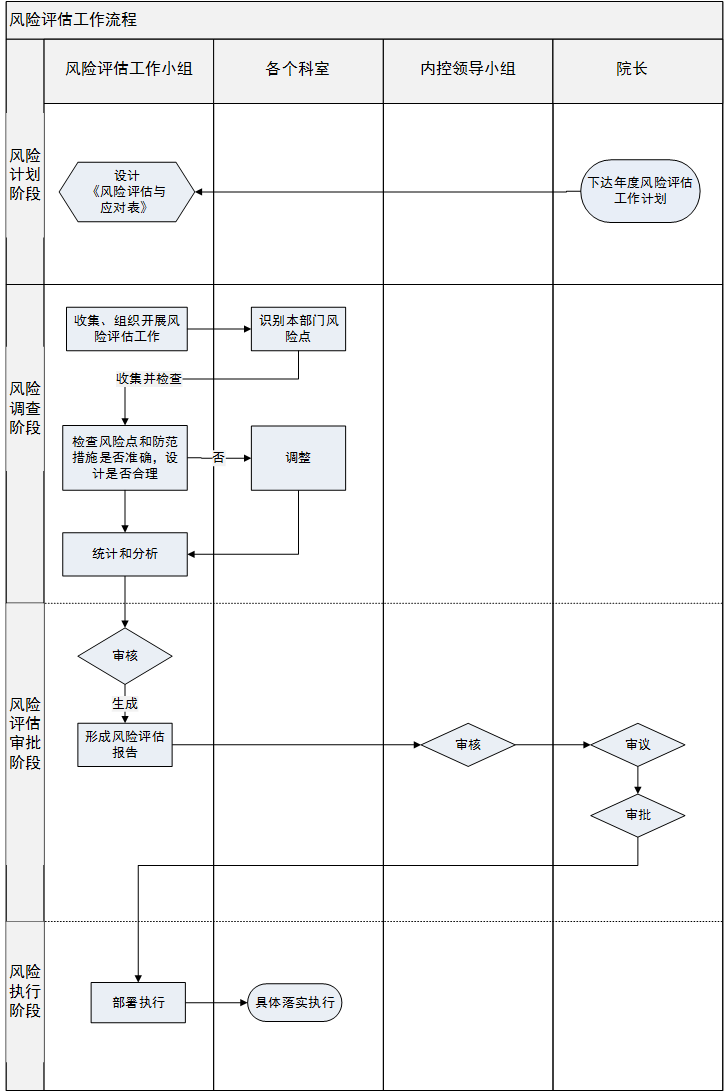 风险评估工作流程
风险评估工作小组
各个科室
内控领导小组
院长
风险
计划
阶段
设计
《风险评估与
应对表》
下达年度风险评估
工作计划
风险
调查
阶段
收集、组织开展风
险评估工作
识别本部门风
险点
收集并检查
检查风险点和防范
措施是否准确，设
计是否合理
否
调整
统计和分析
风险
评估
审批
阶段
审核
生成
形成风险评估
报告
审核
审议
审批
风险
执行
阶段
部署执行
具体落实执行